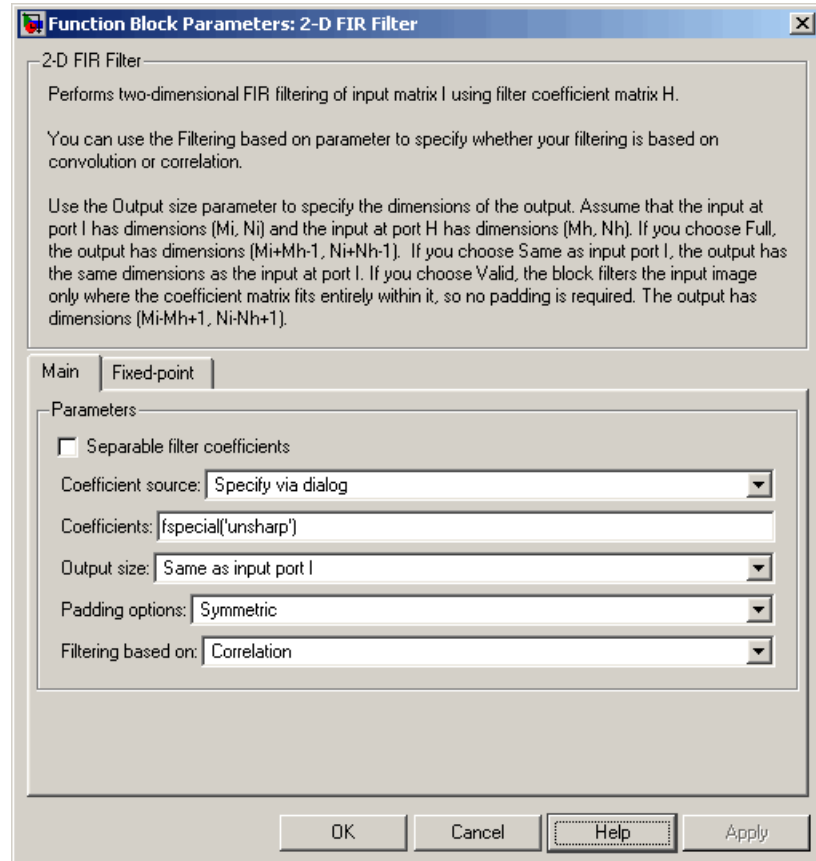 Function Block Parameters: 2-D FIR Filter
2-D FIR Filter
Performs two-dimensional FIR filtering of input matrix I using filter coefficient matrix H.
You can use the Filtering based on parameter to specify whether your filtering is based on
convolution or correlation.
Use the Output size parameter to specify the dimensions of the output. Assume that the input at
port I has dimensions (Mi, Ni) and the input at port H has dimensions (Mh, Nh). If you choose Full,
the output has dimensions (Mi+Mh-1, Ni+Nh-1).  If you choose Same as input port I, the output has
the same dimensions as the input at port I. If you choose Valid, the block filters the input image
only where the coefficient matrix fits entirely within it, so no padding is required. The output has
dimensions (Mi-Mh+1, Ni-Nh+1).
Main Fixed-point
Parameters
Separable filter coefficients
Coefficient source: Specify via dialog
Coefficients: fspecial('unsharp')
Output size: Same as input port I
Padding options: Symmetric
Filtering based on: Correlation
OK Cancel Help Apply